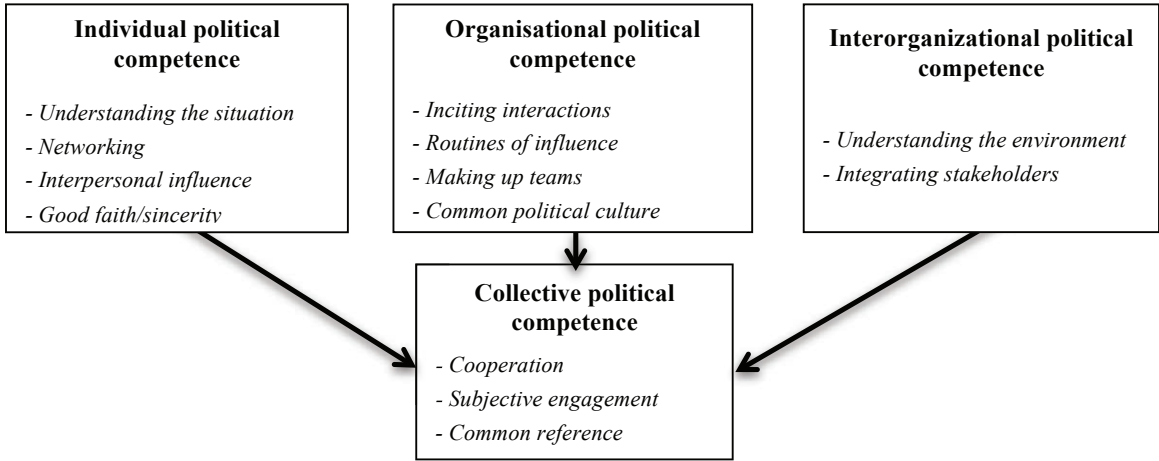 Individual political
competence
- Understanding the situation
- Networking
- Interpersonal influence
- Good faith/sincerity
Organisational political
competence
- Inciting interactions
- Routines of influence
- Making up teams
- Common political culture
Interorganizational political
competence
- Understanding the environment
- Integrating stakeholders
Collective political
competence
- Cooperation
- Subjective engagement
- Common reference